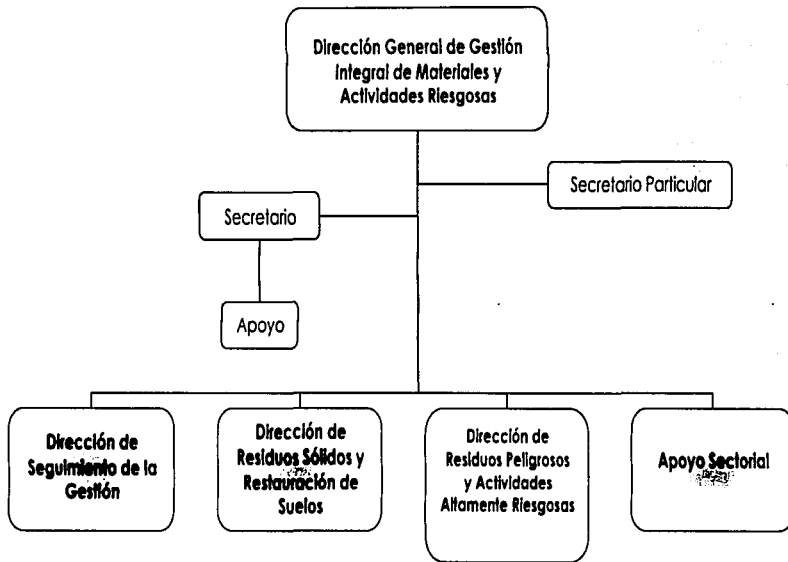 Dirección General de Gestión
Integral de Materiales y
Actividades Riesgosas
Secretario Particular
Secretario
Apoyo
Dirección de
Seguimiento de la
Gestión
Dirección de
Residuos Sólidos y
Restauración de
Suelos
Dirección de
Residuos Peligrosos
y Actividades
Altamente Riesgosas
Apoyo Sectorial